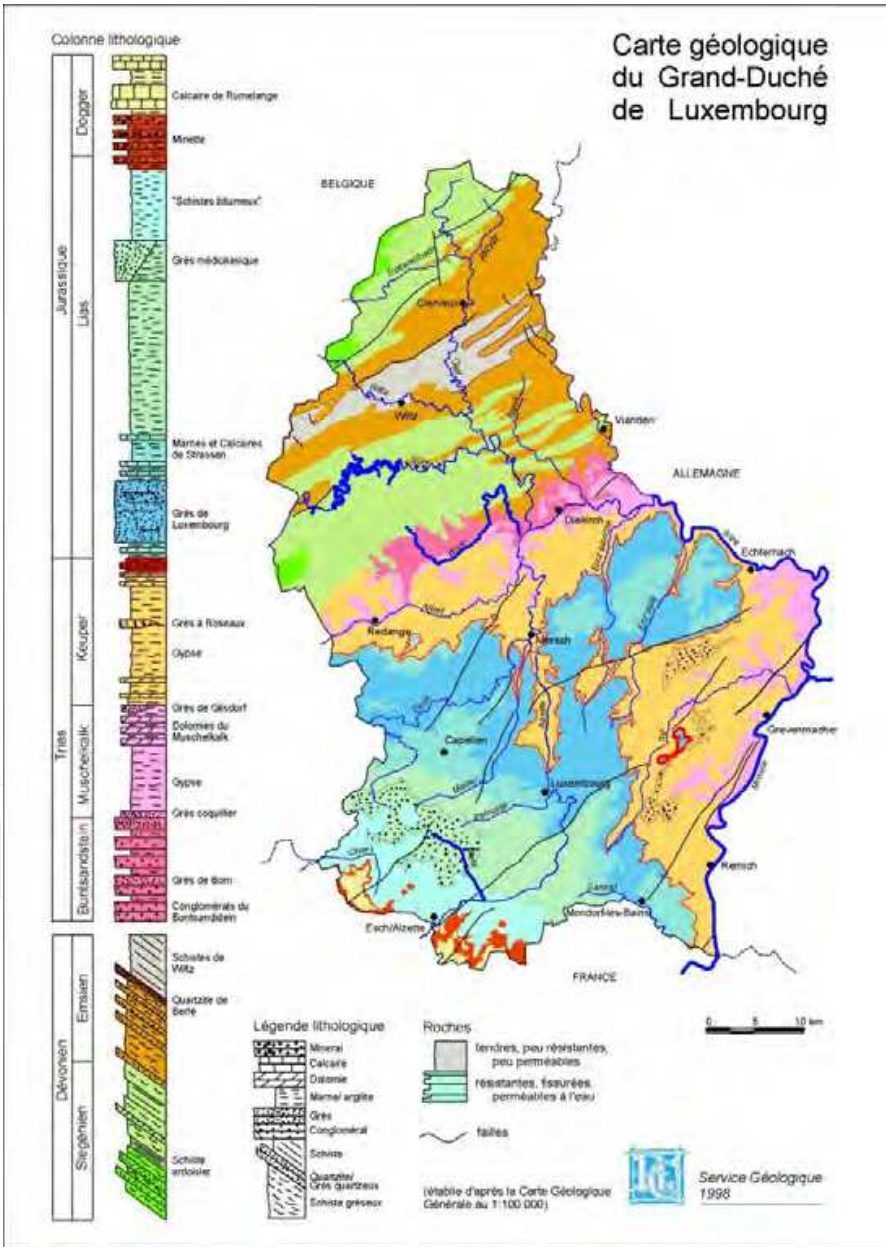 Carte géologique
du Grand-Duché
de Luxembourg
Colonne lithologique
Jurassique
Dogger
Calcaire de Rumelange
Minette
Lias
"Schistes bitumeux"
Grès médioliasique
Marnes et Calcaires
de Strassen
Grès de
Luxembourg
Trias
Keuper
Grès à Roseaux
Gypse
Muschelkalk
Grès de Gilsdorf
Dolomies du
Muschelkalk
Gypse
Grès coquillier
Buntsandstein
Grès de Born
Conglomérats du
Dévonien
Emsien
Schistes de
Wiltz
Quartzite de
Berlé
Siegénien
Schiste
ardoisier
BELGIQUE
Our
Clervaux
Wiltz
Wiltz
Vianden
ALLEMAGNE
Diekirch
Echternach
Redange
Mersch
Grevenmacher
Capellen
Luxembourg
Moselle
Remich
Mondorf-les-Bains
Esch/Alzette
FRANCE
0 5 10 km
Légende lithologique
Minerai
Calcaire
Dolomie
Marne/ argilite
Grès
Conglomérat
Schiste
Quartzite/
Grès quartzeux
Schiste gréseux
Roches
tendres, peu résistantes,
peu perméables
résistantes, fissurées,
perméables à l'eau
failles
(établie d'après la Carte Géologique
Générale au 1:100 000)
Service Géologique
1998